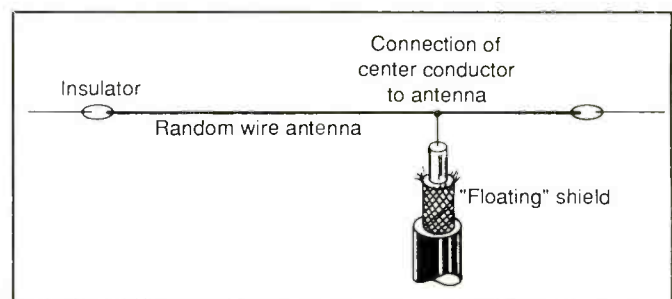 Connection of
center conductor
to antenna
Insulator
Random wire antenna
"Floating" shield